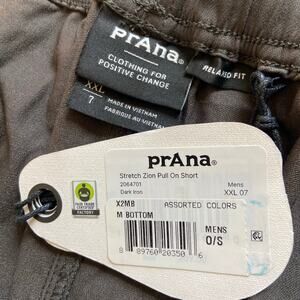 prAna®
CLOTHING FOR
POSITIVE CHANGE
RELAXED FIT
XXL
7
MADE IN VIETNAM
FABRIQUÉ AU VIETNAM
prAna®
Stretch Zion Pull On Short
2064701
Mens
Dark Iron
XXL 07
FAIR TRADE
CERTIFIED
FACTORY
X2MB
ASSORTED COLORS
M BOTTOM
MENS
O/S
8 89760 20350 6